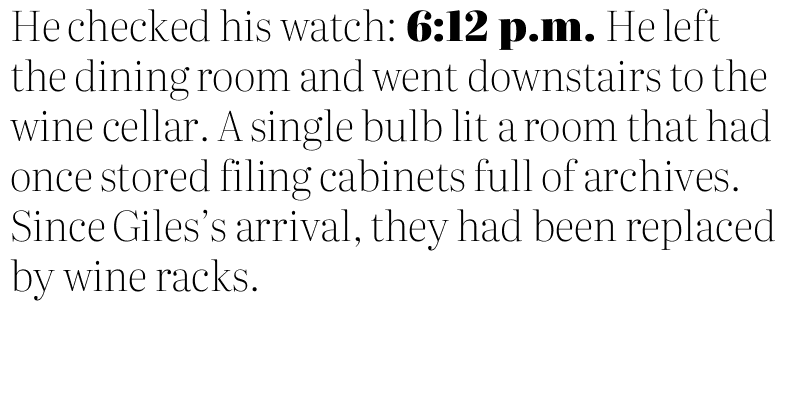 He checked his watch: 6:12 p.m. He left
the dining room and went downstairs to the
wine cellar. A single bulb lit a room that had
once stored filing cabinets full of archives.
Since Giles’s arrival, they had been replaced
by wine racks.